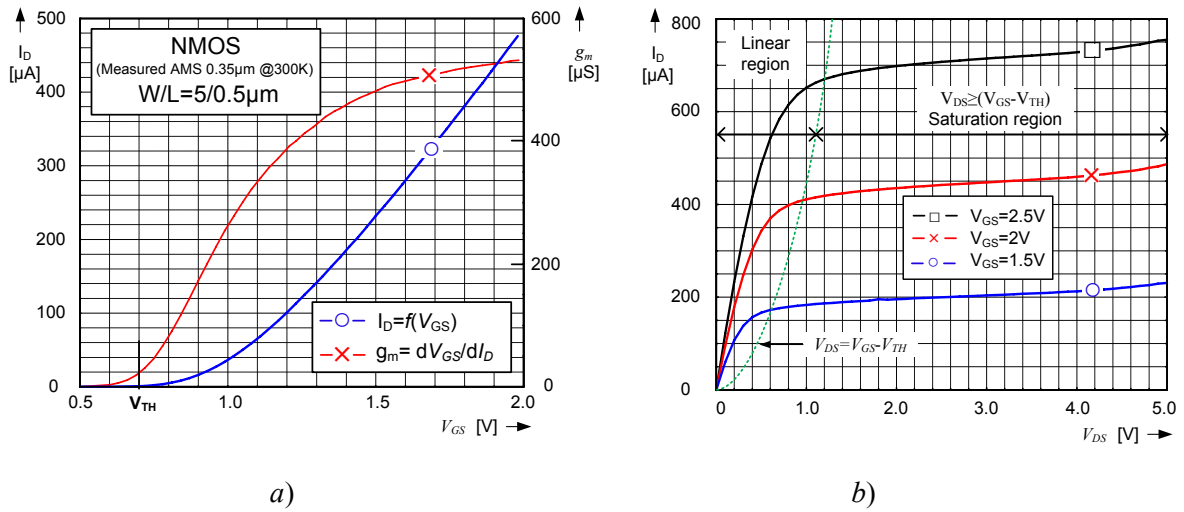 I_D
[µA]
500
400
300
200
100
0
NMOS
(Measured AMS 0.35µm @300K)
W/L=5/0.5µm
600
g_m
[µS]
400
200
0
I_D=f(V_GS)
g_m= dV_GS/dI_D
0.5
V_TH
1.0
1.5
2.0
V_GS [V]
a)
800
I_D
[µA]
600
400
200
0
Linear
region
V_DS≥(V_GS-V_TH)
Saturation region
V_GS=2.5V
V_GS=2V
V_GS=1.5V
V_DS=V_GS-V_TH
0
1.0
2.0
3.0
4.0
5.0
V_DS [V]
b)